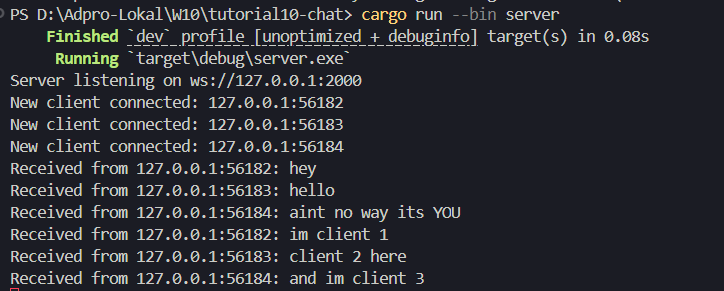 PS D:\Adpro-Lokal\W10\tutorial10-chat> cargo run --bin server
Finished `dev` profile [unoptimized + debuginfo] target(s) in 0.08s
Running `target\debug\server.exe`
Server listening on ws://127.0.0.1:2000
New client connected: 127.0.0.1:56182
New client connected: 127.0.0.1:56183
New client connected: 127.0.0.1:56184
Received from 127.0.0.1:56182: hey
Received from 127.0.0.1:56183: hello
Received from 127.0.0.1:56184: aint no way its YOU
Received from 127.0.0.1:56182: im client 1
Received from 127.0.0.1:56183: client 2 here
Received from 127.0.0.1:56184: and im client 3